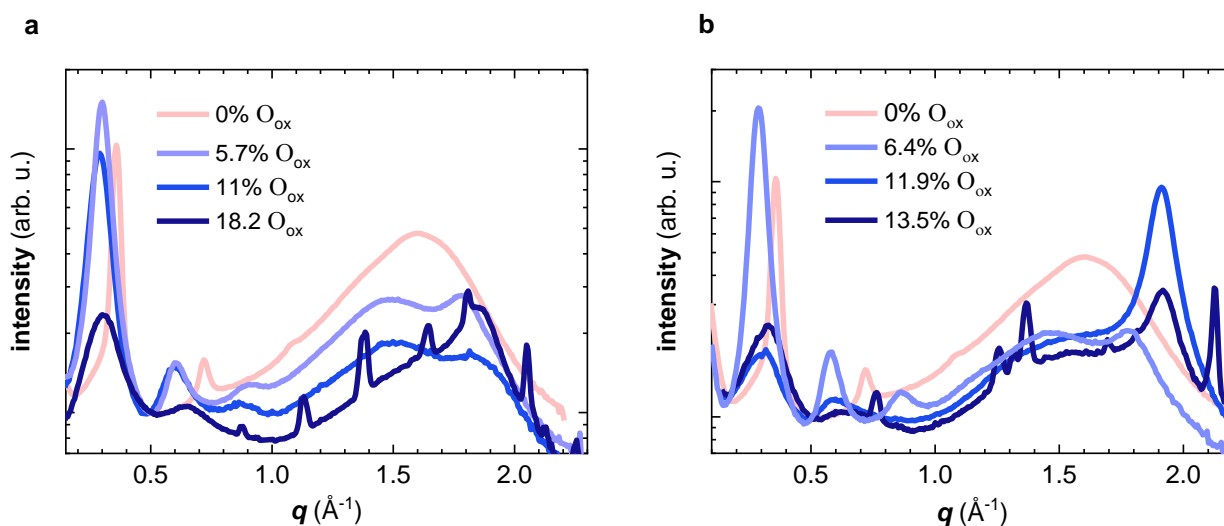 a
intensity (arb. u.)
0% Oox
5.7% Oox
11% Oox
18.2 Oox
0.5 1.0 1.5 2.0
q (Å-1)
b
intensity (arb. u.)
0% Oox
6.4% Oox
11.9% Oox
13.5% Oox
0.5 1.0 1.5 2.0
q (Å-1)